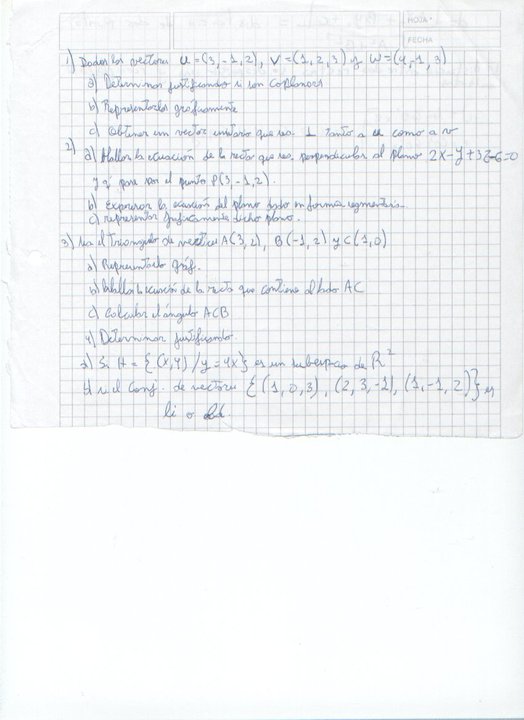 HOJA N°
FECHA
1) Dados los vectores u = (3, -1, 2), v = (1, 2, 3) y w = (4, -1, 3)
a) Determinar justificando si son coplanares
b) Representarlos gráficamente
c) Obtener un vector unitario que sea ⊥ tanto a u como a v
2) a) Hallar la ecuación de la recta que sea perpendicular al plano 2x-y+3z-6=0
y q' pase por el punto P(3, -1, 2).
b) Expresar la ecuación del plano dado en forma segmentaria.
c) representar gráficamente dicho plano.
3) Sea el triangulo de vertices A(3, 2), B(-1, 2) y C(1, 0)
a) Representarlo gráf.
b) Hallar la ecuación de la recta que contiene al lado AC
c) Calcular el ángulo ACB
4) Determinar justificando
a) Si H = {(x, y) / y = 4x} es un subespacio de R²
b) si el conj. de vectores {(1, 0, 3), (2, 3, -1), (1, -1, 2)} es
li o ld.